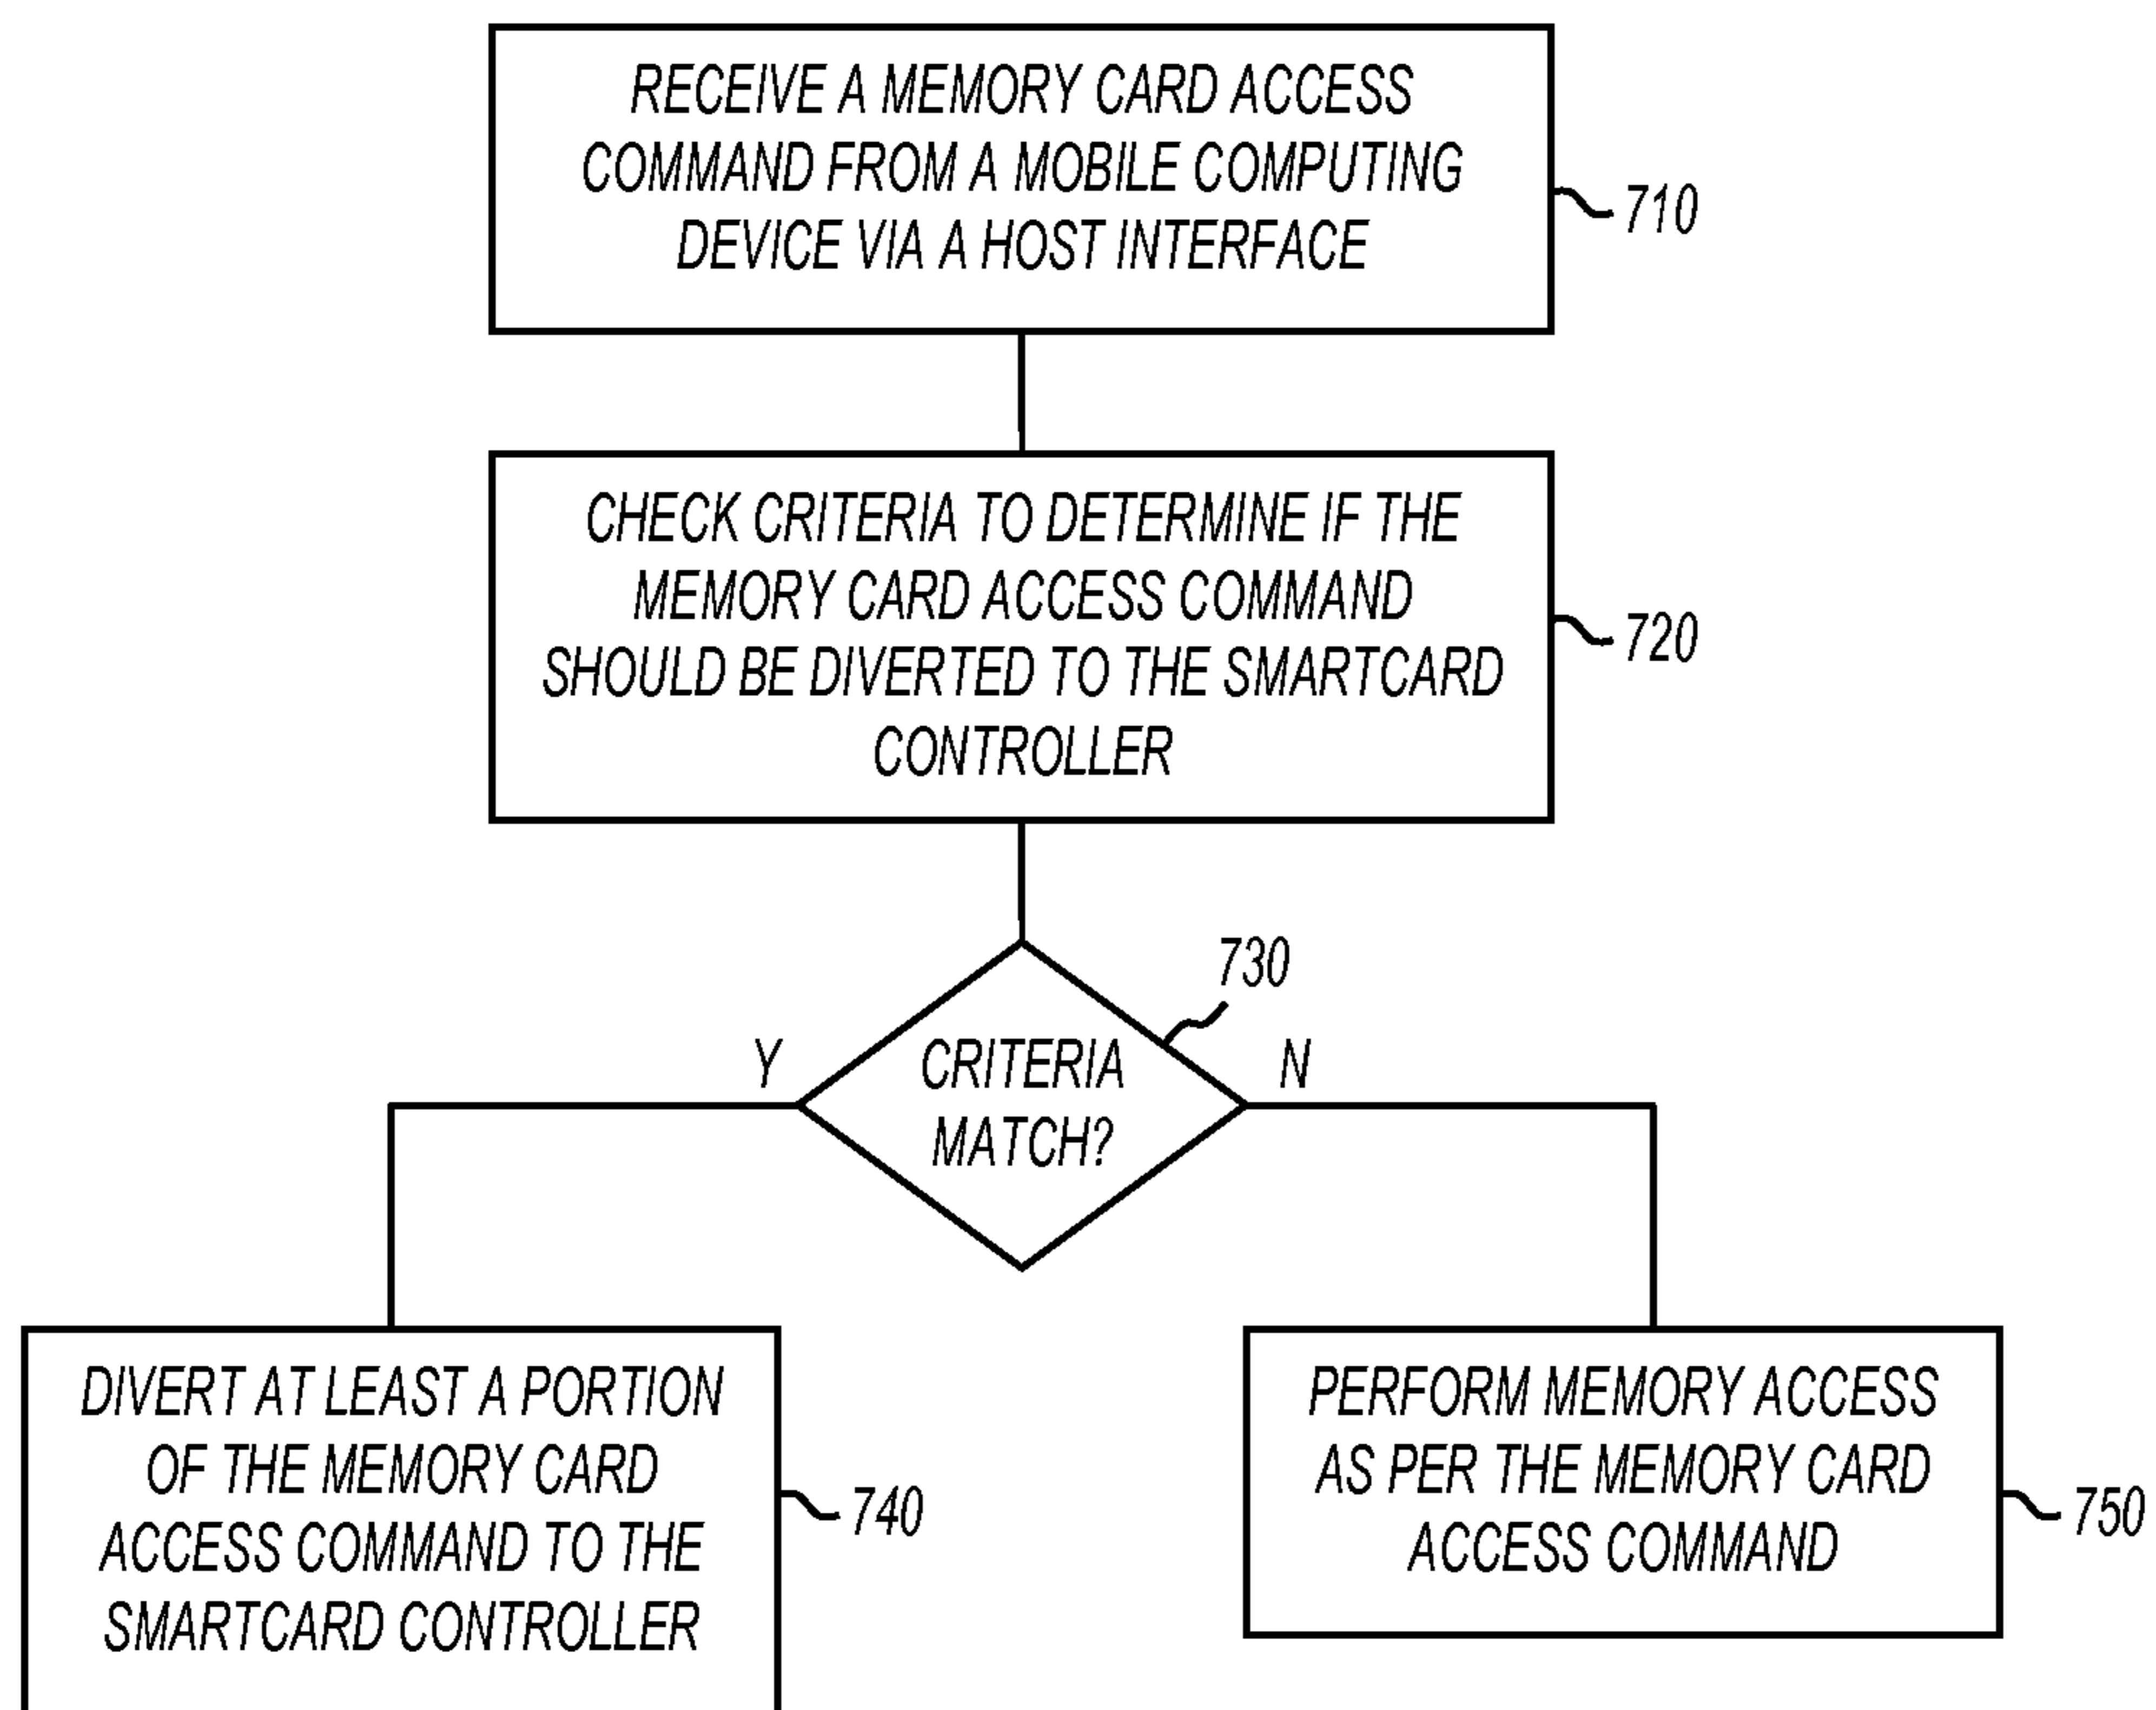 RECEIVE A MEMORY CARD ACCESS
COMMAND FROM A MOBILE COMPUTING
DEVICE VIA A HOST INTERFACE
710
CHECK CRITERIA TO DETERMINE IF THE
MEMORY CARD ACCESS COMMAND
SHOULD BE DIVERTED TO THE SMARTCARD
CONTROLLER
720
730
Y
CRITERIA
MATCH?
N
DIVERT AT LEAST A PORTION
OF THE MEMORY CARD
ACCESS COMMAND TO THE
SMARTCARD CONTROLLER
740
PERFORM MEMORY ACCESS
AS PER THE MEMORY CARD
ACCESS COMMAND
750